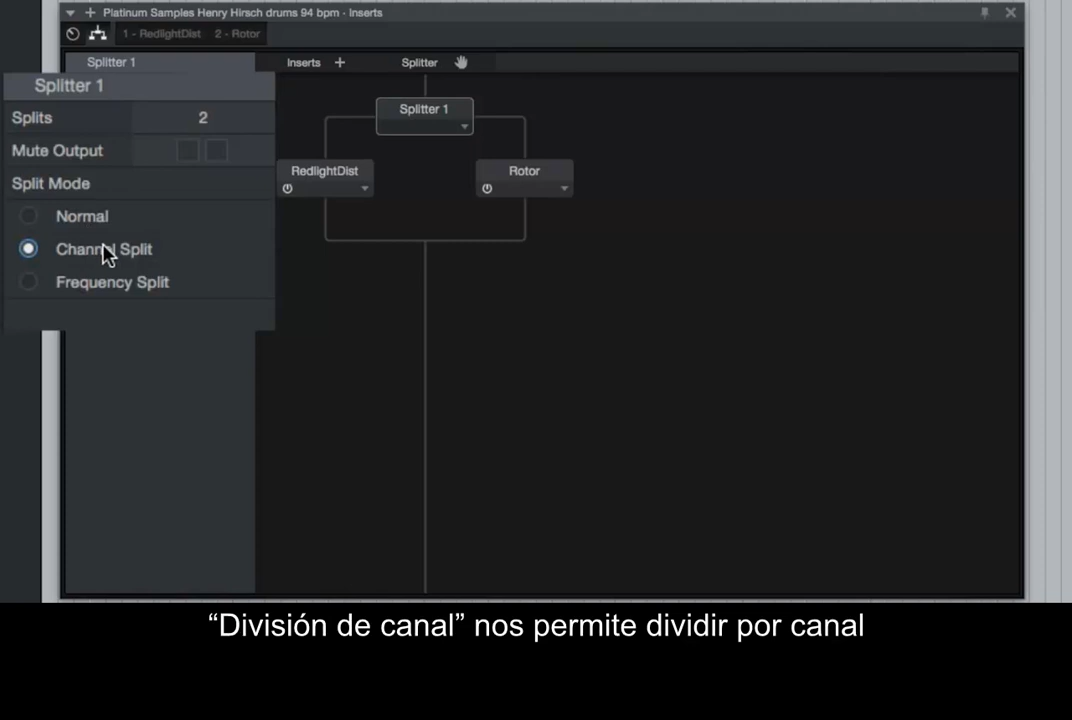 Platinum Samples Henry Hirsch drums 94 bpm - Inserts
1 - RedlightDist 2 - Rotor
Splitter 1 Inserts + Splitter
Splitter 1
Splits 2
Mute Output
Split Mode
Normal
Channel Split
Frequency Split
Splitter 1
RedlightDist Rotor
“División de canal” nos permite dividir por canal